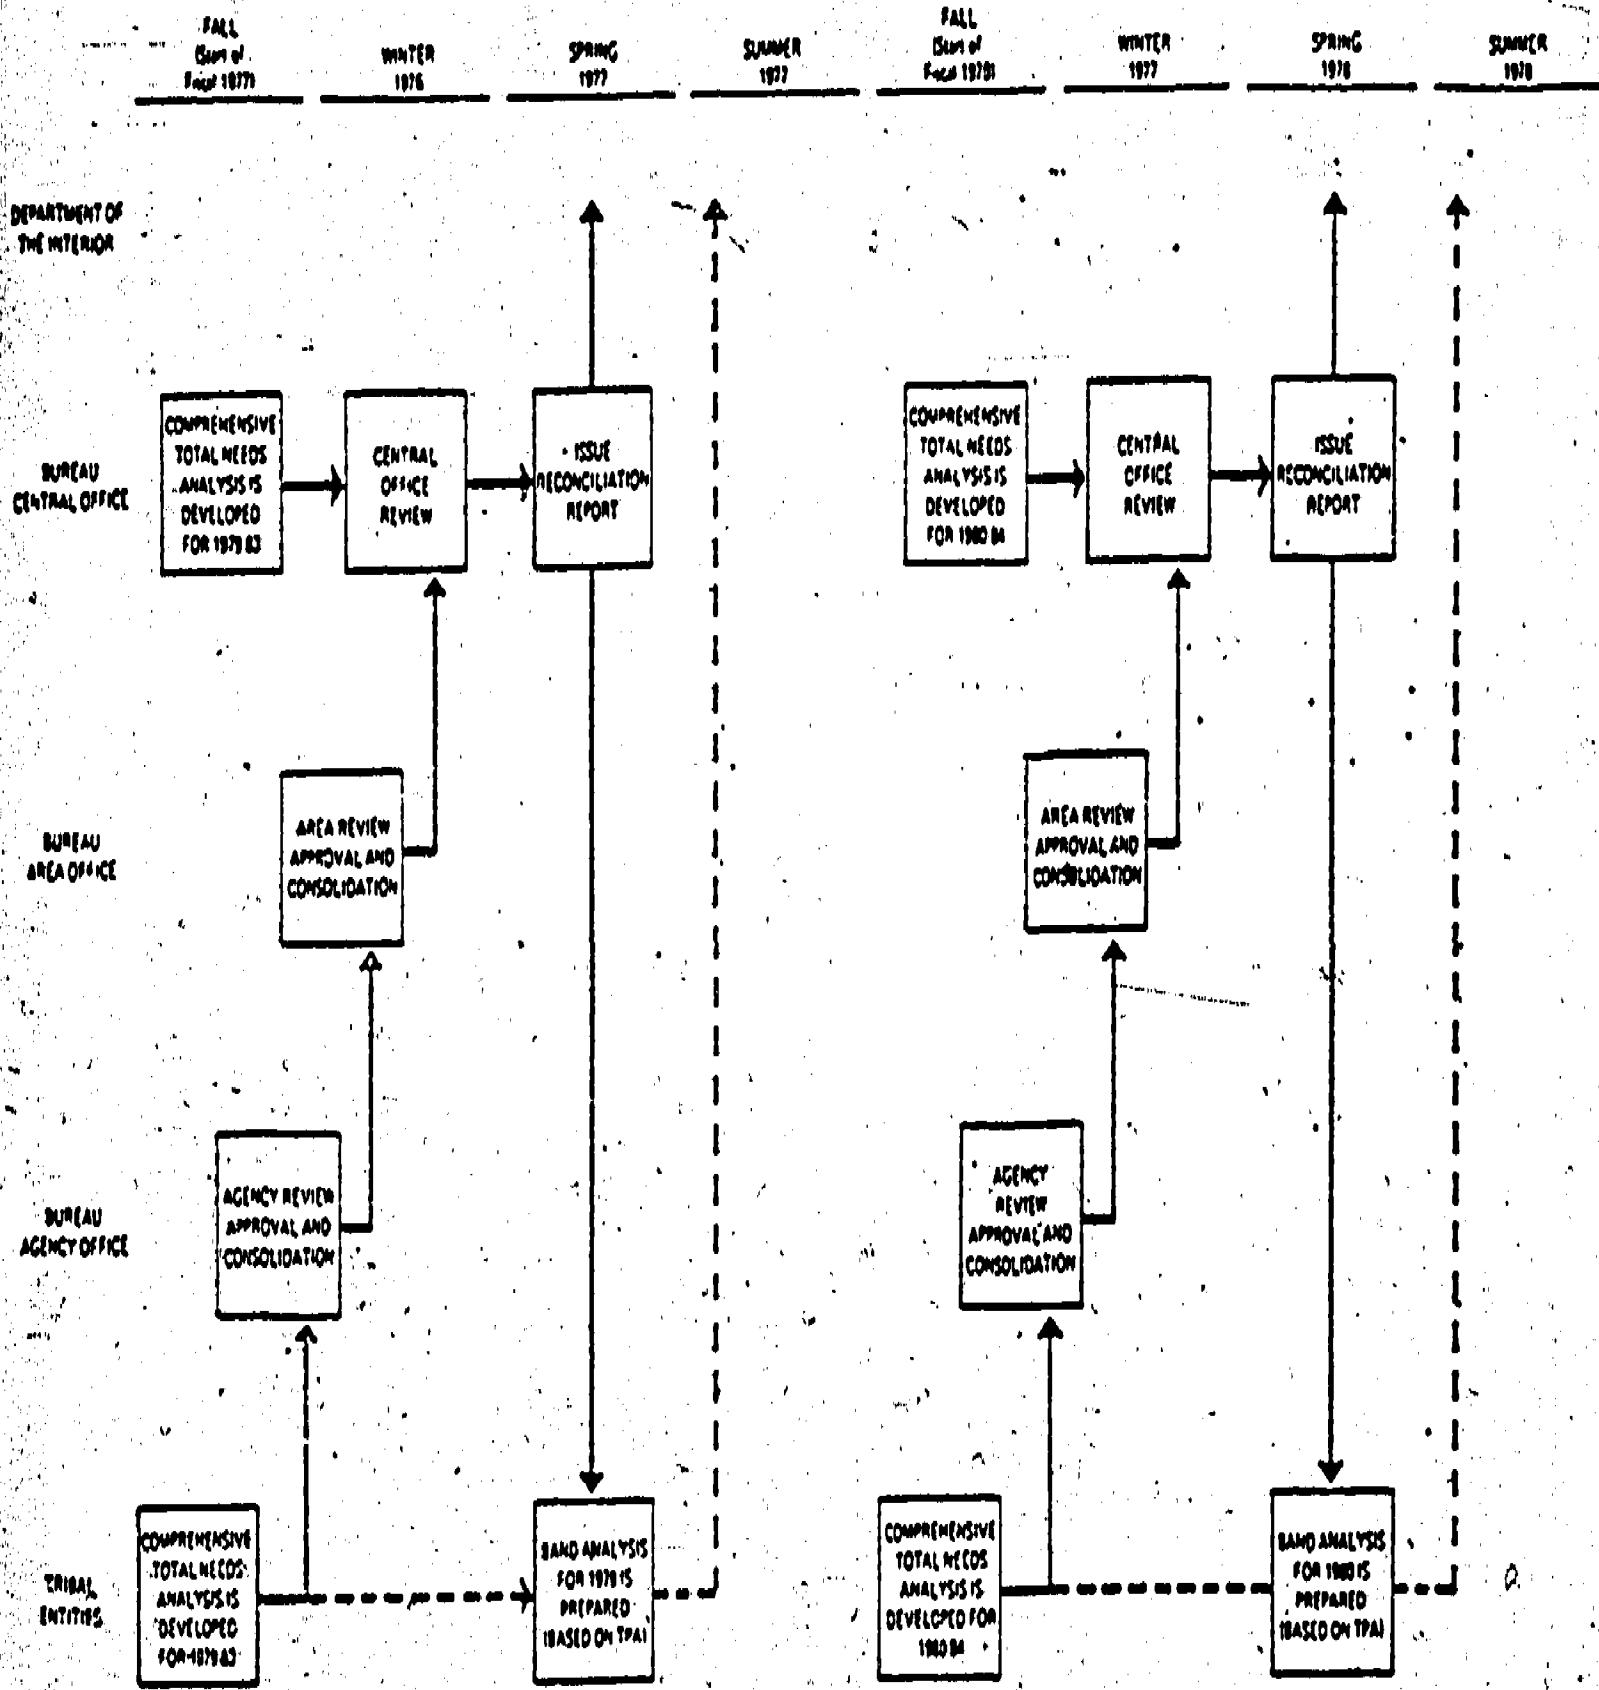 FALL
(Start of
Fiscal 1977)
WINTER
1976
SPRING
1977
SUMMER
1977
FALL
(Start of
Fiscal 1978)
WINTER
1977
SPRING
1978
SUMMER
1978
DEPARTMENT OF
THE INTERIOR
BUREAU
CENTRAL OFFICE
COMPREHENSIVE
TOTAL NEEDS
ANALYSIS IS
DEVELOPED
FOR 1979 83
CENTRAL
OFFICE
REVIEW
ISSUE
RECONCILIATION
REPORT
COMPREHENSIVE
TOTAL NEEDS
ANALYSIS IS
DEVELOPED
FOR 1980 84
CENTRAL
OFFICE
REVIEW
ISSUE
RECONCILIATION
REPORT
BUREAU
AREA OFFICE
AREA REVIEW
APPROVAL AND
CONSOLIDATION
AREA REVIEW
APPROVAL AND
CONSOLIDATION
BUREAU
AGENCY OFFICE
AGENCY REVIEW
APPROVAL AND
CONSOLIDATION
AGENCY
REVIEW
APPROVAL AND
CONSOLIDATION
TRIBAL
ENTITIES
COMPREHENSIVE
TOTAL NEEDS
ANALYSIS IS
DEVELOPED
FOR 1979 83
BAND ANALYSIS
FOR 1979 IS
PREPARED
(BASED ON TPA)
COMPREHENSIVE
TOTAL NEEDS
ANALYSIS IS
DEVELOPED FOR
1980 84
BAND ANALYSIS
FOR 1980 IS
PREPARED
(BASED ON TPA)